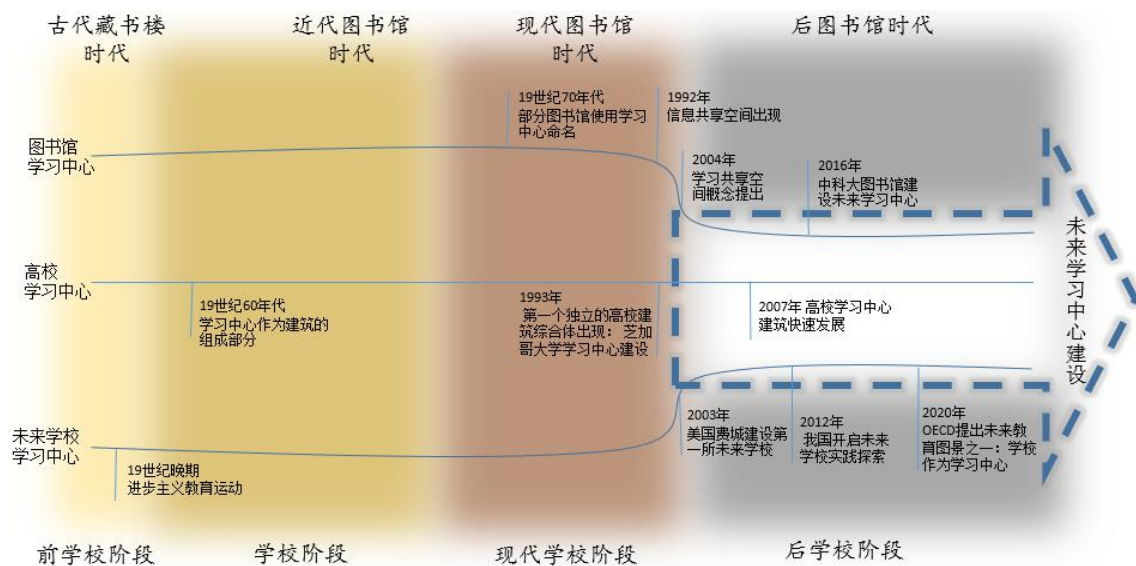 古代藏书楼
时代
近代图书馆
时代
现代图书馆
时代
后图书馆时代
19世纪70年代
部分图书馆使用学习
中心命名
1992年
信息共享空间出现
图书馆
学习中心
2004年
学习共享空
间概念提出
2016年
中科大图书馆建
设未来学习中心
高校
学习中心
19世纪60年代
学习中心作为建筑的
组成部分
1993年
第一个独立的高校建
筑综合体出现：芝加
哥大学学习中心建设
2007年 高校学习中心
建筑快速发展
未来学习中心建设
未来学校
学习中心
19世纪晚期
进步主义教育运动
2003年
美国费城建设第
一所未来学校
2012年
我国开启未来
学校实践探索
2020年
OECD提出未来教
育图景之一：学校
作为学习中心
前学校阶段
学校阶段
现代学校阶段
后学校阶段